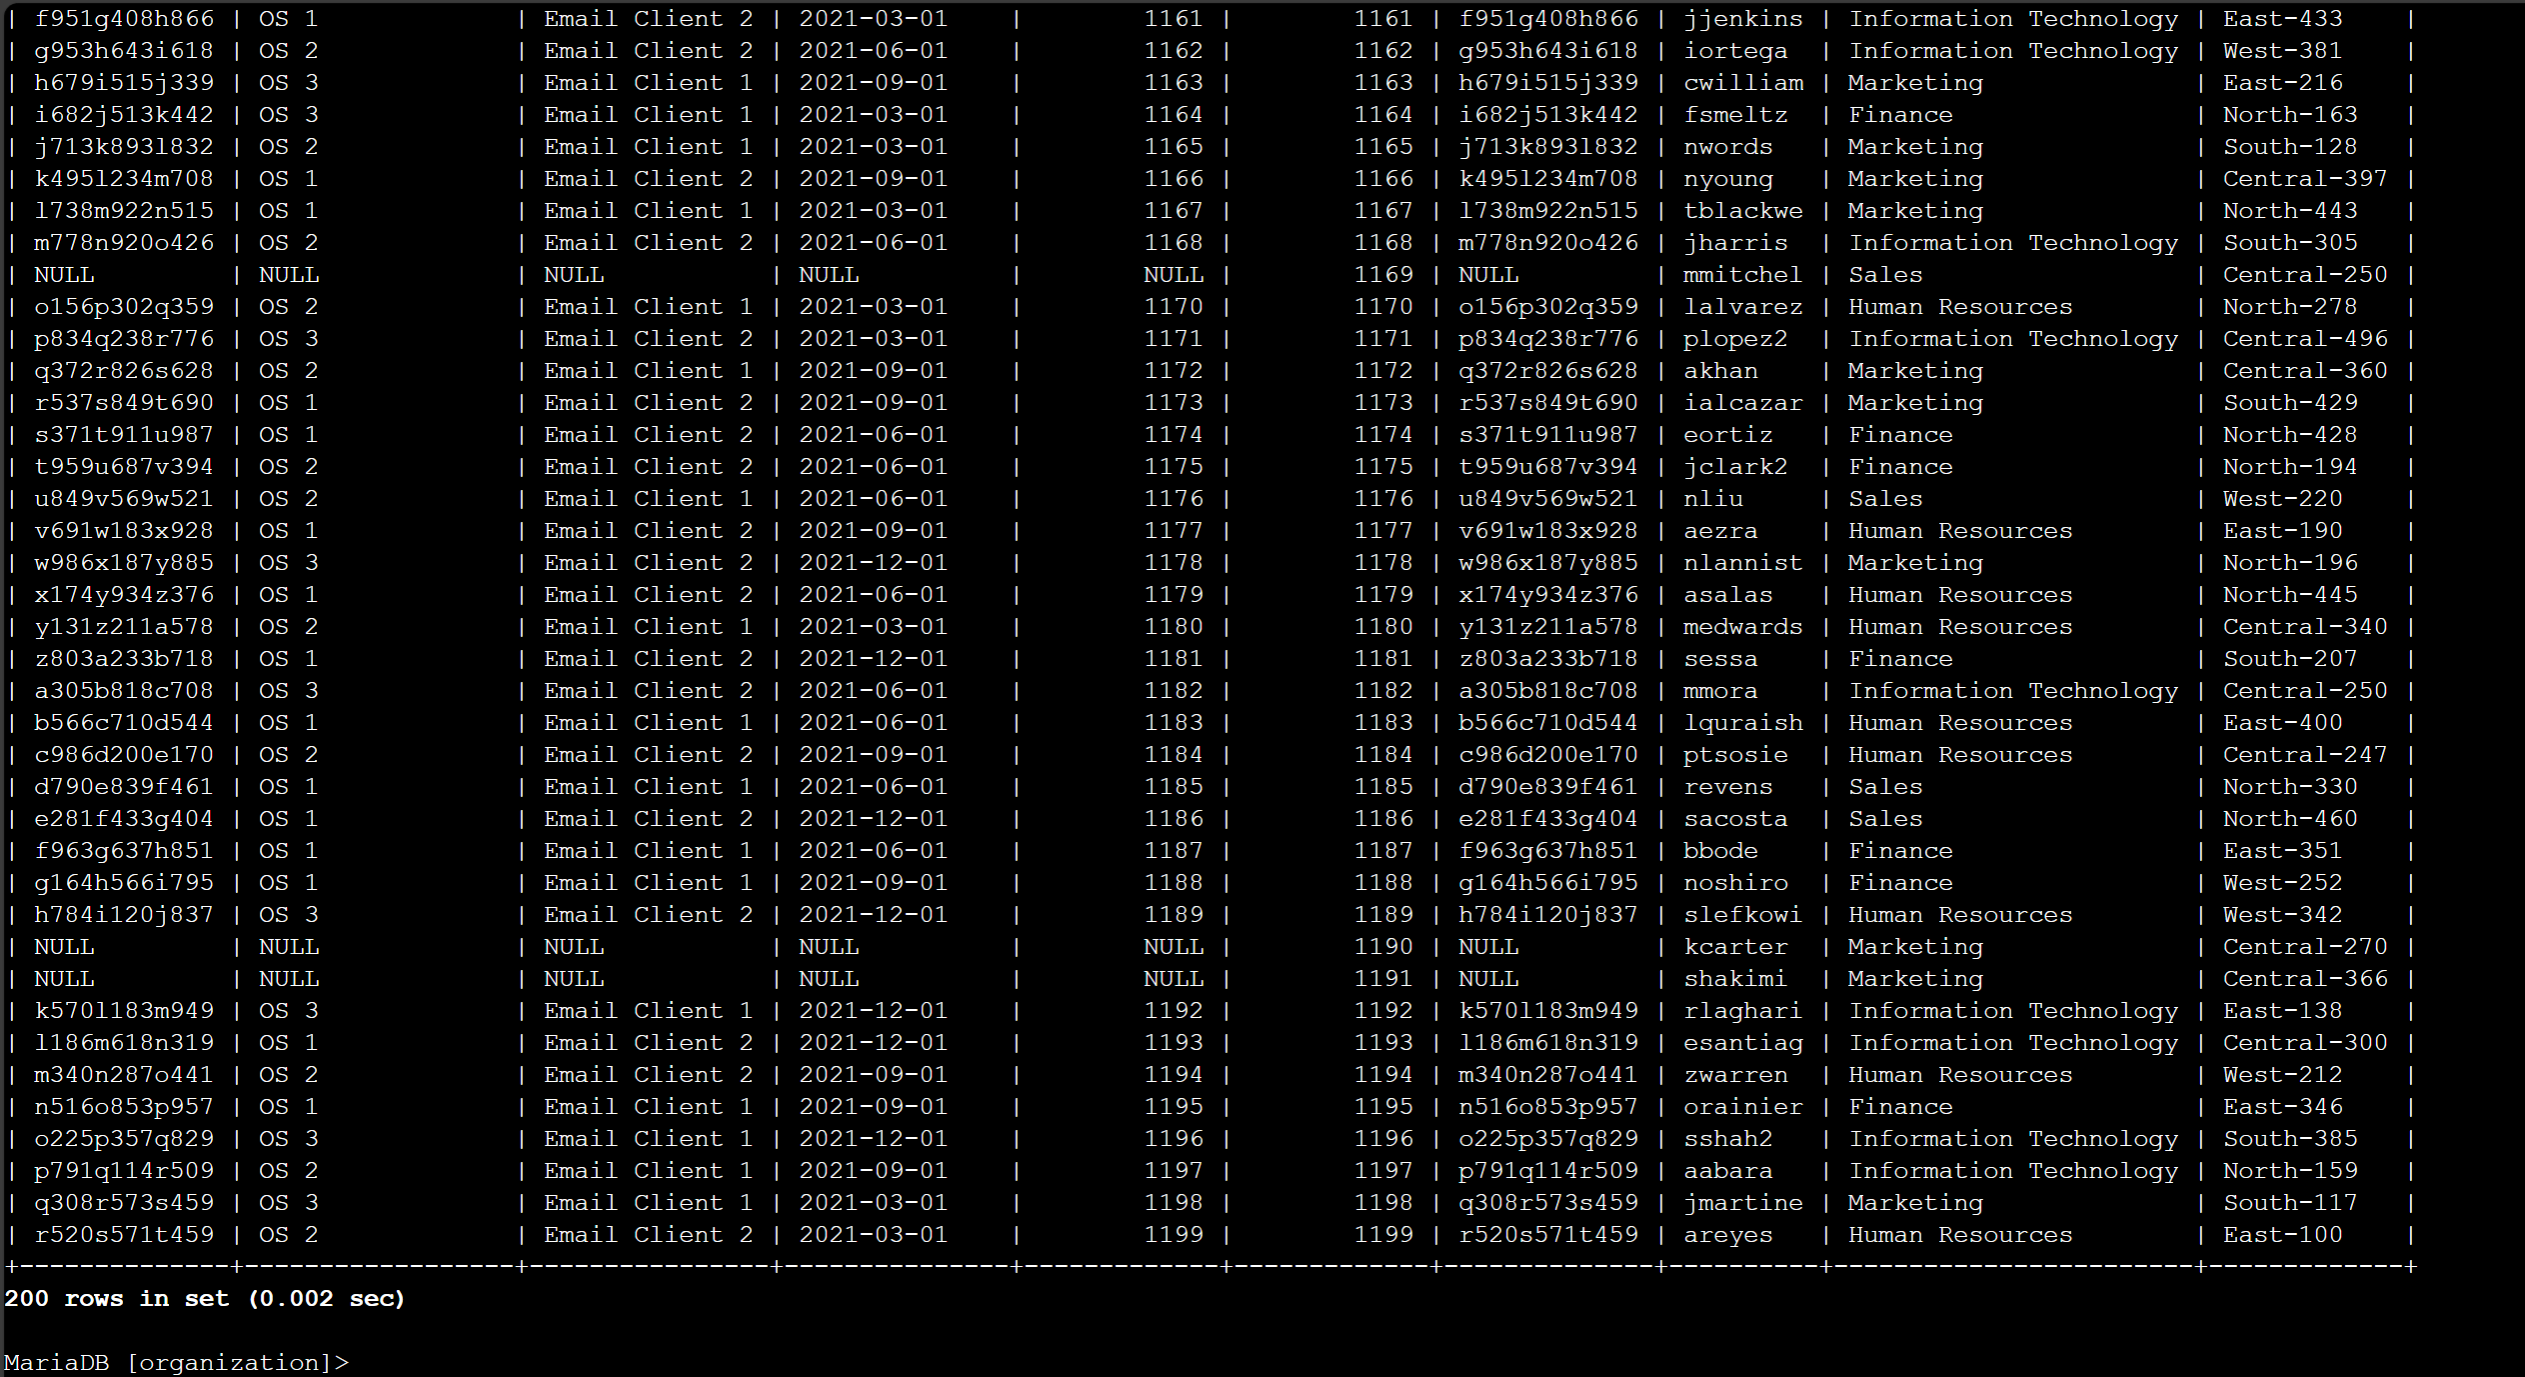 | f951g408h866 | OS 1             | Email Client 2 | 2021-03-01    |        1161 |        1161 | f951g408h866 | jjenkins | Information Technology | East-433    |
| g953h643i618 | OS 2             | Email Client 2 | 2021-06-01    |        1162 |        1162 | g953h643i618 | iortega  | Information Technology | West-381    |
| h679i515j339 | OS 3             | Email Client 1 | 2021-09-01    |        1163 |        1163 | h679i515j339 | cwilliam | Marketing              | East-216    |
| i682j513k442 | OS 3             | Email Client 1 | 2021-03-01    |        1164 |        1164 | i682j513k442 | fsmeltz  | Finance                | North-163   |
| j713k893l832 | OS 2             | Email Client 1 | 2021-03-01    |        1165 |        1165 | j713k893l832 | nwords   | Marketing              | South-128   |
| k495l234m708 | OS 1             | Email Client 2 | 2021-09-01    |        1166 |        1166 | k495l234m708 | nyoung   | Marketing              | Central-397 |
| l738m922n515 | OS 1             | Email Client 1 | 2021-03-01    |        1167 |        1167 | l738m922n515 | tblackwe | Marketing              | North-443   |
| m778n920o426 | OS 2             | Email Client 2 | 2021-06-01    |        1168 |        1168 | m778n920o426 | jharris  | Information Technology | South-305   |
| NULL         | NULL             | NULL           | NULL          |        NULL |        1169 | NULL         | mmitchel | Sales                  | Central-250 |
| o156p302q359 | OS 2             | Email Client 1 | 2021-03-01    |        1170 |        1170 | o156p302q359 | lalvarez | Human Resources        | North-278   |
| p834q238r776 | OS 3             | Email Client 2 | 2021-03-01    |        1171 |        1171 | p834q238r776 | plopez2  | Information Technology | Central-496 |
| q372r826s628 | OS 2             | Email Client 1 | 2021-09-01    |        1172 |        1172 | q372r826s628 | akhan    | Marketing              | Central-360 |
| r537s849t690 | OS 1             | Email Client 2 | 2021-09-01    |        1173 |        1173 | r537s849t690 | ialcazar | Marketing              | South-429   |
| s371t911u987 | OS 1             | Email Client 2 | 2021-06-01    |        1174 |        1174 | s371t911u987 | eortiz   | Finance                | North-428   |
| t959u687v394 | OS 2             | Email Client 2 | 2021-06-01    |        1175 |        1175 | t959u687v394 | jclark2  | Finance                | North-194   |
| u849v569w521 | OS 2             | Email Client 1 | 2021-06-01    |        1176 |        1176 | u849v569w521 | nliu     | Sales                  | West-220    |
| v691w183x928 | OS 1             | Email Client 2 | 2021-09-01    |        1177 |        1177 | v691w183x928 | aezra    | Human Resources        | East-190    |
| w986x187y885 | OS 3             | Email Client 2 | 2021-12-01    |        1178 |        1178 | w986x187y885 | nlannist | Marketing              | North-196   |
| x174y934z376 | OS 1             | Email Client 2 | 2021-06-01    |        1179 |        1179 | x174y934z376 | asalas   | Human Resources        | North-445   |
| y131z211a578 | OS 2             | Email Client 1 | 2021-03-01    |        1180 |        1180 | y131z211a578 | medwards | Human Resources        | Central-340 |
| z803a233b718 | OS 1             | Email Client 2 | 2021-12-01    |        1181 |        1181 | z803a233b718 | sessa    | Finance                | South-207   |
| a305b818c708 | OS 3             | Email Client 2 | 2021-06-01    |        1182 |        1182 | a305b818c708 | mmora    | Information Technology | Central-250 |
| b566c710d544 | OS 1             | Email Client 1 | 2021-06-01    |        1183 |        1183 | b566c710d544 | lquraish | Human Resources        | East-400    |
| c986d200e170 | OS 2             | Email Client 2 | 2021-09-01    |        1184 |        1184 | c986d200e170 | ptsosie  | Human Resources        | Central-247 |
| d790e839f461 | OS 1             | Email Client 1 | 2021-06-01    |        1185 |        1185 | d790e839f461 | revens   | Sales                  | North-330   |
| e281f433g404 | OS 1             | Email Client 2 | 2021-12-01    |        1186 |        1186 | e281f433g404 | sacosta  | Sales                  | North-460   |
| f963g637h851 | OS 1             | Email Client 1 | 2021-06-01    |        1187 |        1187 | f963g637h851 | bbode    | Finance                | East-351    |
| g164h566i795 | OS 1             | Email Client 1 | 2021-09-01    |        1188 |        1188 | g164h566i795 | noshiro  | Finance                | West-252    |
| h784i120j837 | OS 3             | Email Client 2 | 2021-12-01    |        1189 |        1189 | h784i120j837 | slefkowi | Human Resources        | West-342    |
| NULL         | NULL             | NULL           | NULL          |        NULL |        1190 | NULL         | kcarter  | Marketing              | Central-270 |
| NULL         | NULL             | NULL           | NULL          |        NULL |        1191 | NULL         | shakimi  | Marketing              | Central-366 |
| k570l183m949 | OS 3             | Email Client 1 | 2021-12-01    |        1192 |        1192 | k570l183m949 | rlaghari | Information Technology | East-138    |
| l186m618n319 | OS 1             | Email Client 2 | 2021-12-01    |        1193 |        1193 | l186m618n319 | esantiag | Information Technology | Central-300 |
| m340n287o441 | OS 2             | Email Client 2 | 2021-09-01    |        1194 |        1194 | m340n287o441 | zwarren  | Human Resources        | West-212    |
| n516o853p957 | OS 1             | Email Client 1 | 2021-09-01    |        1195 |        1195 | n516o853p957 | orainier | Finance                | East-346    |
| o225p357q829 | OS 3             | Email Client 1 | 2021-12-01    |        1196 |        1196 | o225p357q829 | sshah2   | Information Technology | South-385   |
| p791q114r509 | OS 2             | Email Client 1 | 2021-09-01    |        1197 |        1197 | p791q114r509 | aabara   | Information Technology | North-159   |
| q308r573s459 | OS 3             | Email Client 1 | 2021-03-01    |        1198 |        1198 | q308r573s459 | jmartine | Marketing              | South-117   |
| r520s571t459 | OS 2             | Email Client 2 | 2021-03-01    |        1199 |        1199 | r520s571t459 | areyes   | Human Resources        | East-100    |
+--------------+------------------+----------------+---------------+-------------+-------------+--------------+----------+------------------------+-------------+
200 rows in set (0.002 sec)
MariaDB [organization]>